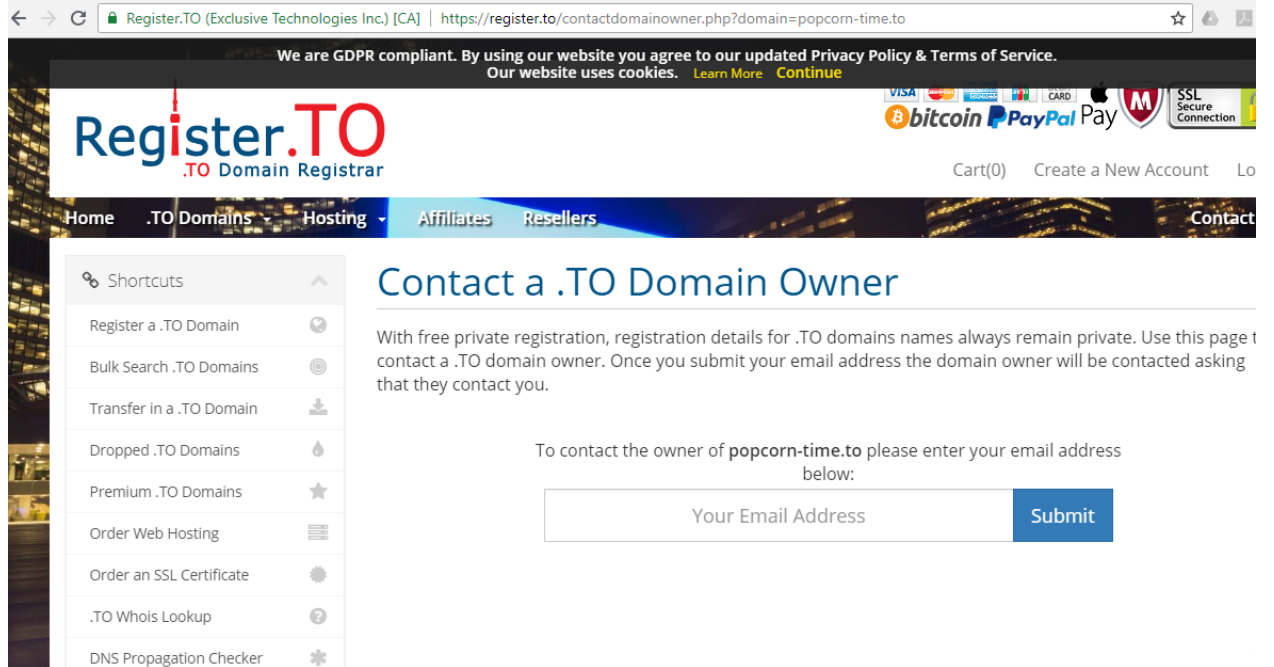 Register.TO (Exclusive Technologies Inc.) [CA] | https://register.to/contactdomainowner.php?domain=popcorn-time.to
We are GDPR compliant. By using our website you agree to our updated Privacy Policy & Terms of Service.
Our website uses cookies. Learn More Continue
VISA CARD SSL
Secure
Connection
bitcoin PayPal Pay
Register.TO
.TO Domain Registrar
Cart(0) Create a New Account Lo
Home .TO Domains Hosting Affiliates Resellers Contact
Shortcuts
Register a .TO Domain
Bulk Search .TO Domains
Transfer in a .TO Domain
Dropped .TO Domains
Premium .TO Domains
Order Web Hosting
Order an SSL Certificate
.TO Whois Lookup
DNS Propagation Checker
Contact a .TO Domain Owner
With free private registration, registration details for .TO domains names always remain private. Use this page t
contact a .TO domain owner. Once you submit your email address the domain owner will be contacted asking
that they contact you.
To contact the owner of popcorn-time.to please enter your email address
below:
Your Email Address Submit